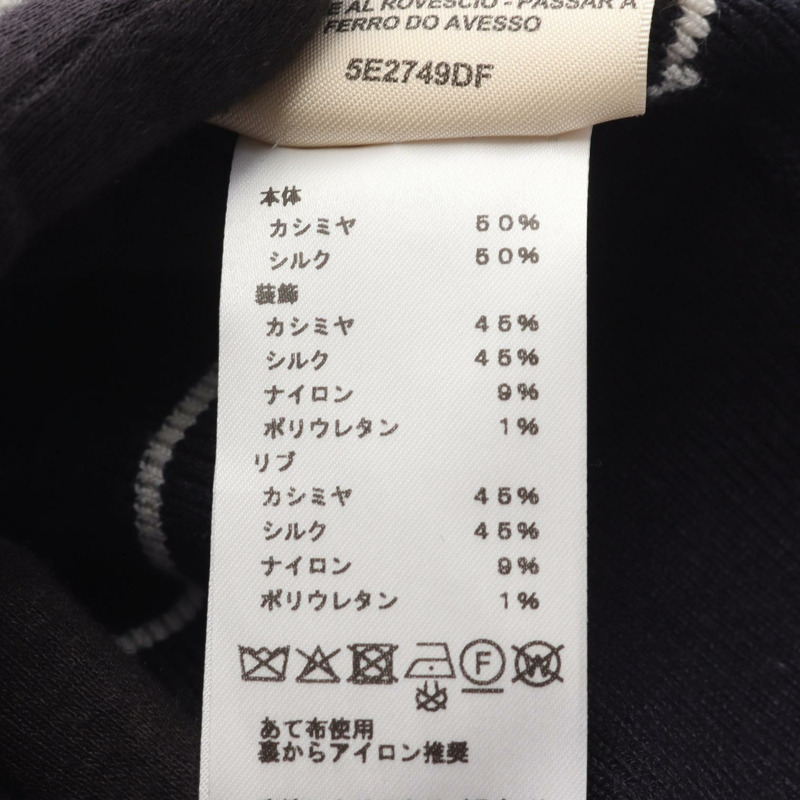 E AL ROVESCIO - PASSAR A
FERRO DO AVESSO
5E2749DF
本体
カシミヤ 50%
シルク 50%
装飾
カシミヤ 45%
シルク 45%
ナイロン 9%
ポリウレタン 1%
リブ
カシミヤ 45%
シルク 45%
ナイロン 9%
ポリウレタン 1%
F W
あて布使用
裏からアイロン推奨